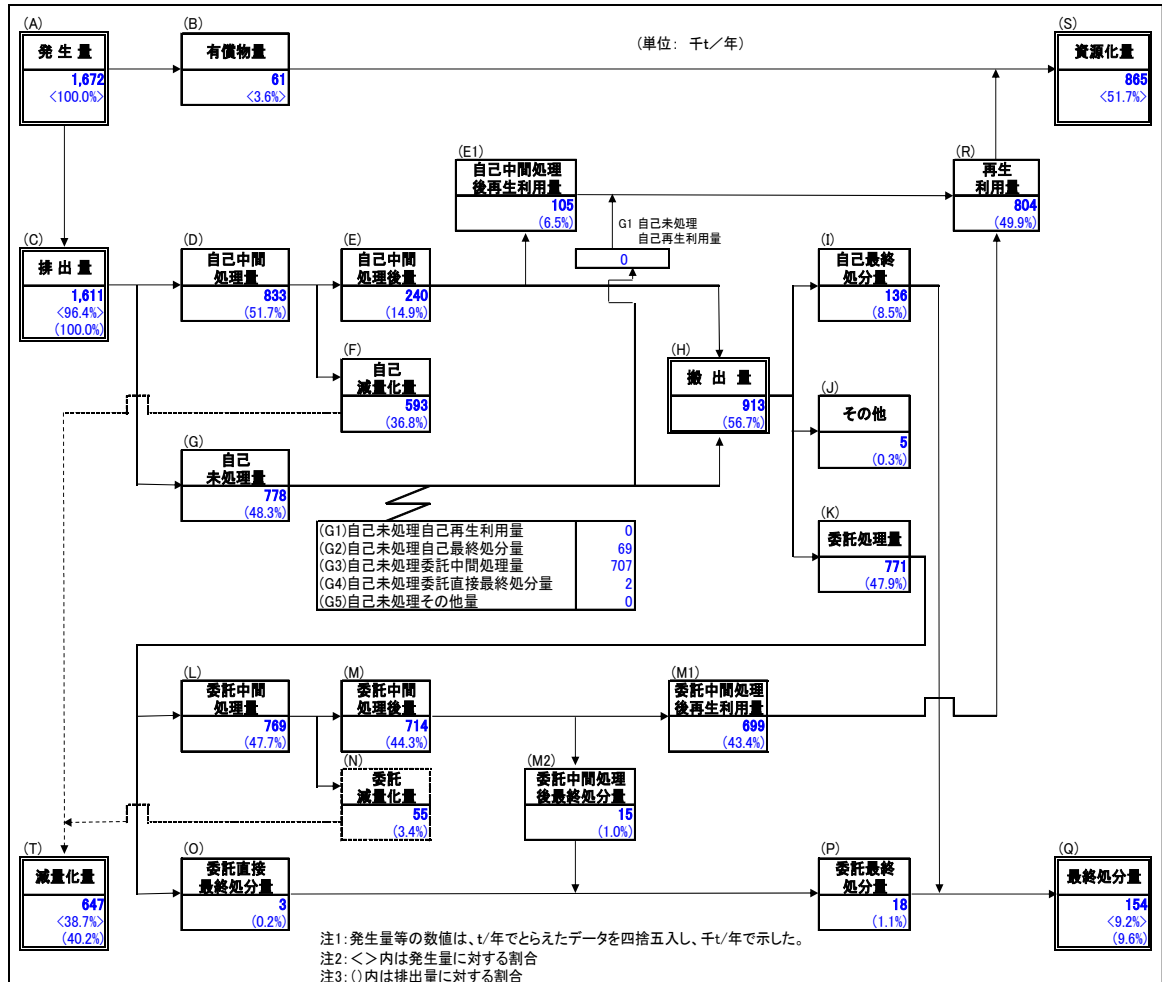 (A)
発 生 量
1,672
<100.0%>
(B)
有償物量
61
<3.6%>
(単位: 千t/年)
(S)
資源化量
865
<51.7%>
(E1)
自己中間処理
後再生利用量
105
(6.5%)
G1 自己未処理
自己再生利用量
0
(R)
再生
利用量
804
(49.9%)
(C)
排 出 量
1,611
<96.4%>
(100.0%)
(D)
自己中間
処理量
833
(51.7%)
(E)
自己中間
処理後量
240
(14.9%)
(F)
自己
減量化量
593
(36.8%)
(G)
自己
未処理量
778
(48.3%)
(H)
搬 出 量
913
(56.7%)
(I)
自己最終
処分量
136
(8.5%)
(J)
その他
5
(0.3%)
(K)
委託処理量
771
(47.9%)
(G1)自己未処理自己再生利用量 0
(G2)自己未処理自己最終処分量 69
(G3)自己未処理委託中間処理量 707
(G4)自己未処理委託直接最終処分量 2
(G5)自己未処理その他量 0
(L)
委託中間
処理量
769
(47.7%)
(M)
委託中間
処理後量
714
(44.3%)
(M1)
委託中間処理
後再生利用量
699
(43.4%)
(N)
委託
減量化量
55
(3.4%)
(M2)
委託中間処理
後最終処分量
15
(1.0%)
(T)
減量化量
647
<38.7%>
(40.2%)
(O)
委託直接
最終処分量
3
(0.2%)
(P)
委託最終
処分量
18
(1.1%)
(Q)
最終処分量
154
<9.2%>
(9.6%)
注1:発生量等の数値は、t/年でとらえたデータを四捨五入し、千t/年で示した。
注2:<>内は発生量に対する割合
注3:()内は排出量に対する割合